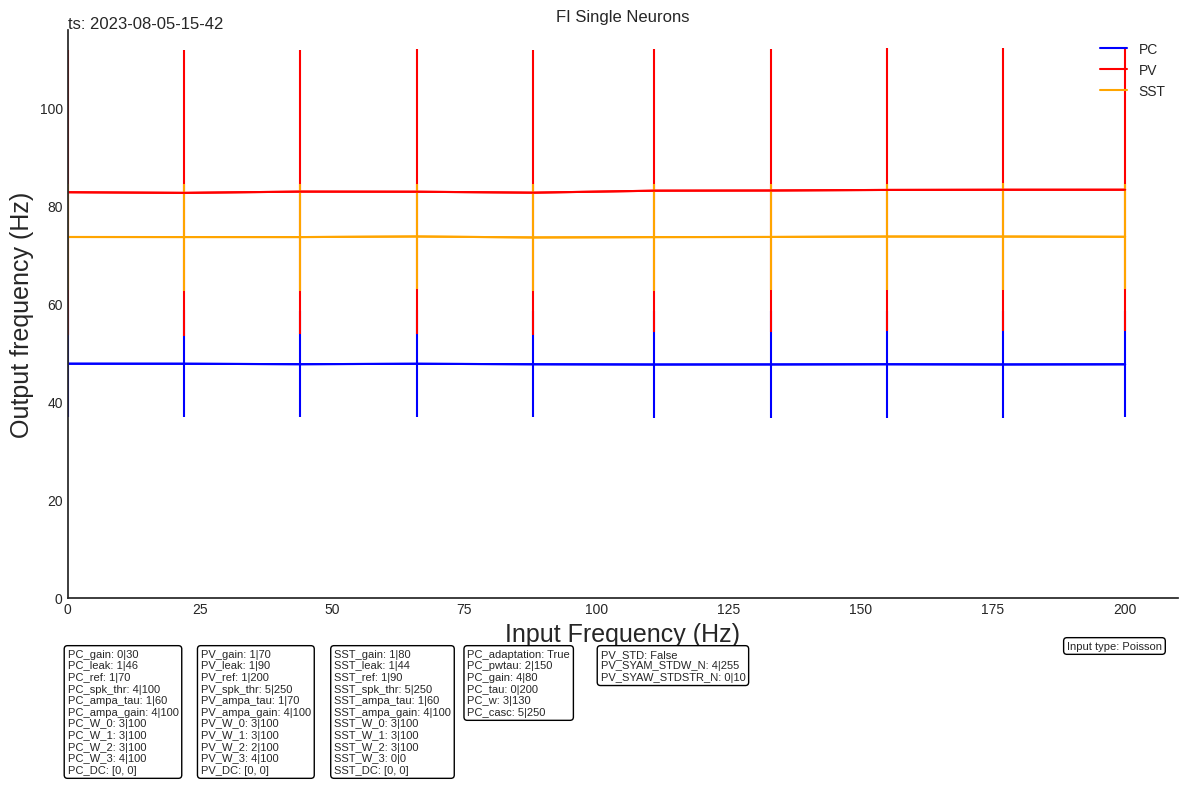 FI Single Neurons
ts: 2023-08-05-15-42
PC
PV
SST
Output frequency (Hz)
100
80
60
40
20
0
0 25 50 75 100 125 150 175 200
Input Frequency (Hz)
PC_gain: 0|30
PC_leak: 1|46
PC_ref: 1|70
PC_spk_thr: 4|100
PC_ampa_tau: 1|60
PC_ampa_gain: 4|100
PC_W_0: 3|100
PC_W_1: 3|100
PC_W_2: 3|100
PC_W_3: 4|100
PC_DC: [0, 0]
PV_gain: 1|70
PV_leak: 1|90
PV_ref: 1|200
PV_spk_thr: 5|250
PV_ampa_tau: 1|70
PV_ampa_gain: 4|100
PV_W_0: 3|100
PV_W_1: 3|100
PV_W_2: 2|100
PV_W_3: 4|100
PV_DC: [0, 0]
SST_gain: 1|80
SST_leak: 1|44
SST_ref: 1|90
SST_spk_thr: 5|250
SST_ampa_tau: 1|60
SST_ampa_gain: 4|100
SST_W_0: 3|100
SST_W_1: 3|100
SST_W_2: 3|100
SST_W_3: 0|0
SST_DC: [0, 0]
PC_adaptation: True
PC_pwtau: 2|150
PC_gain: 4|80
PC_tau: 0|200
PC_w: 3|130
PC_casc: 5|250
PV_STD: False
PV_SYAM_STDW_N: 4|255
PV_SYAW_STDSTR_N: 0|10
Input type: Poisson